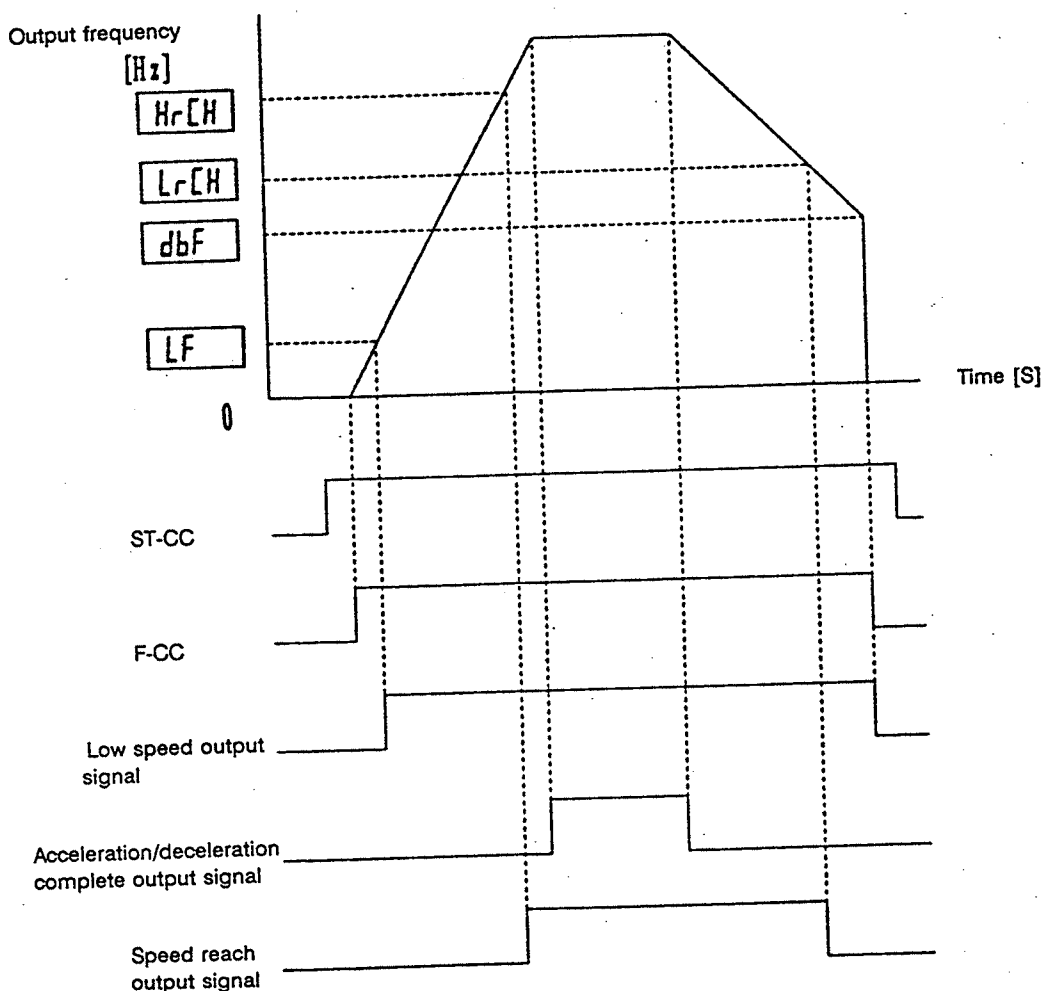 Output frequency
[Hz]
HrCH
LrCH
dbF
LF
0
Time [S]
ST-CC
F-CC
Low speed output
signal
Acceleration/deceleration
complete output signal
Speed reach
output signal